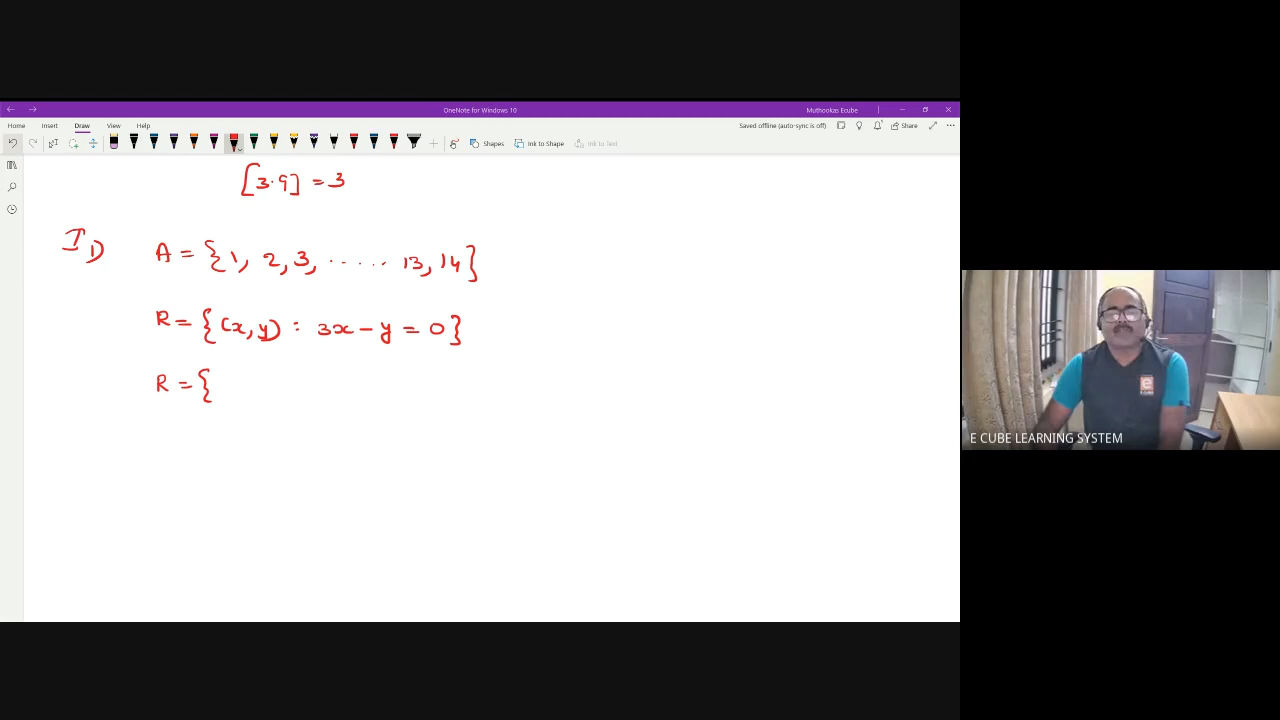 OneNote for Windows 10
Muthookas Ecube
Home Insert Draw View Help
Saved offline (auto-sync is off)
Share
Shapes
Ink to Shape
Ink to Text
[3.9] = 3
I) A = {1, 2, 3, ...... 13, 14}
R = {(x, y) : 3x - y = 0}
R = {
e
E CUBE LEARNING SYSTEM